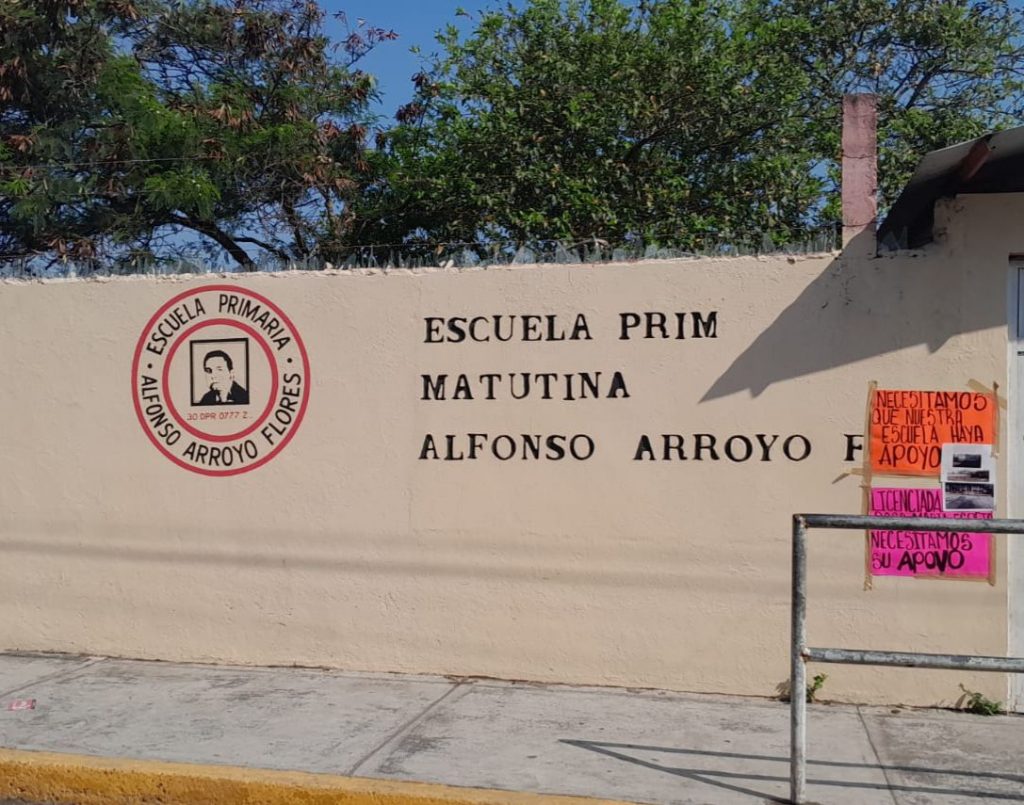 ESCUELA PRIMARIA
ALFONSO ARROYO FLORES
30 DPR 0777 Z
ESCUELA PRIM
MATUTINA
ALFONSO ARROYO F
NECESITAMOS
QUE NUESTRA
ESCUELA HAYA
APOYO
LICENCIADA
NECESITAMOS
SU APOYO